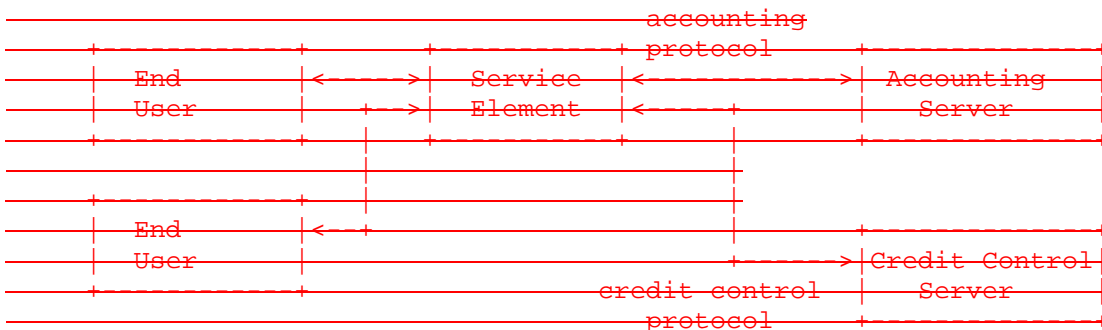 accounting
+-------------+ +-----------+ protocol +--------------
| End |<----->| Service |<------------>| Accounting
| User | +-->| Element |<-----+ | Server |
+-------------+ | +-----------+ | +--------------
| |
+-------------+ | |
| End |<--+ | +--------------
| User | +------>|Credit Control|
+-------------+ credit control | Server |
protocol +--------------